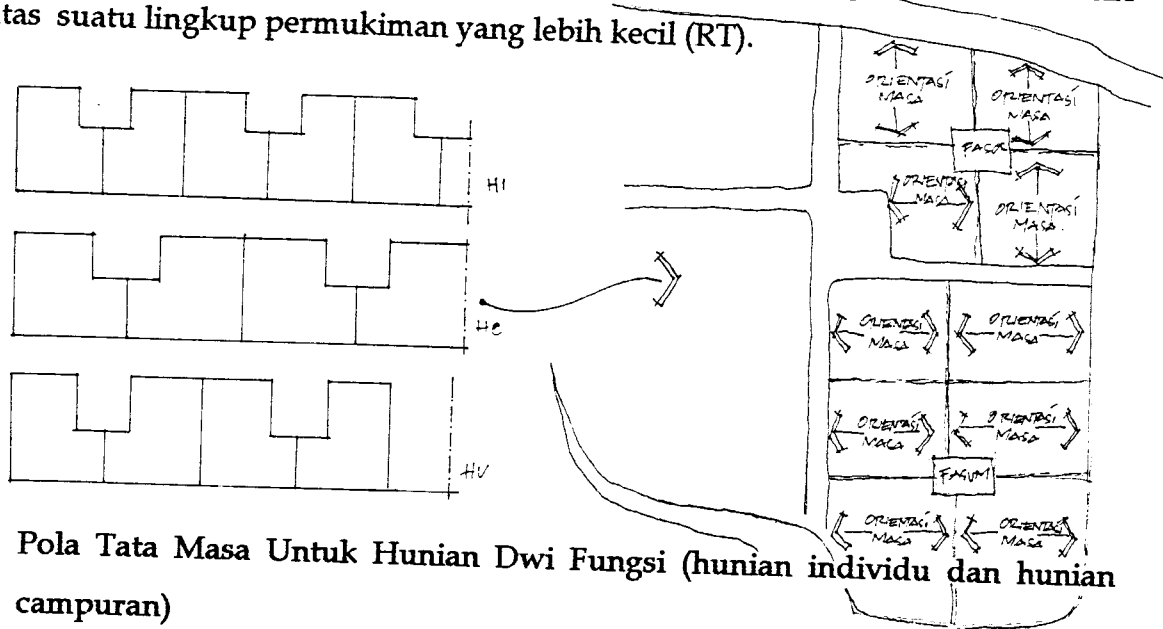 tas suatu lingkup permukiman yang lebih kecil (RT).
H1
He
HV
ORIENTASI
MASA
ORIENTASI
MASA
FASOS
ORIENTASI
MASA
ORIENTASI
MASA
ORIENTASI
MASA
ORIENTASI
MASA
ORIENTASI
MASA
ORIENTASI
MASA
FASUM
ORIENTASI
MASA
ORIENTASI
MASA
Pola Tata Masa Untuk Hunian Dwi Fungsi (hunian individu dan hunian
campuran)